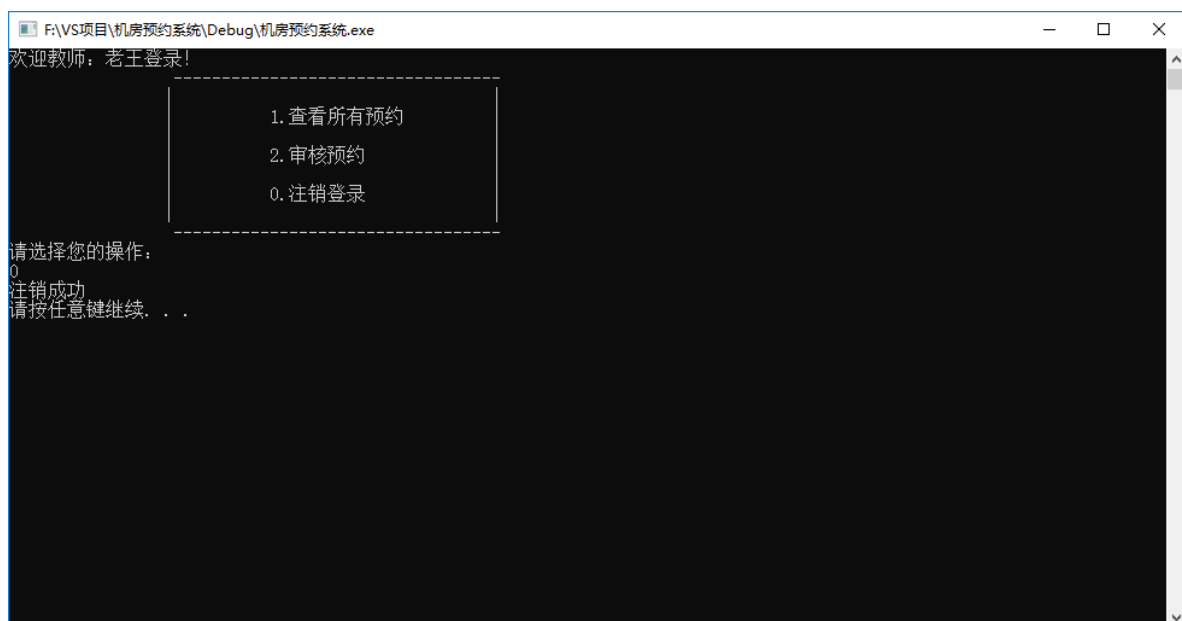 F:\VS项目\机房预约系统\Debug\机房预约系统.exe
欢迎教师：老王登录!
----------------------------------
1.查看所有预约
2.审核预约
0.注销登录
----------------------------------
请选择您的操作：
0
注销成功
请按任意键继续. . .